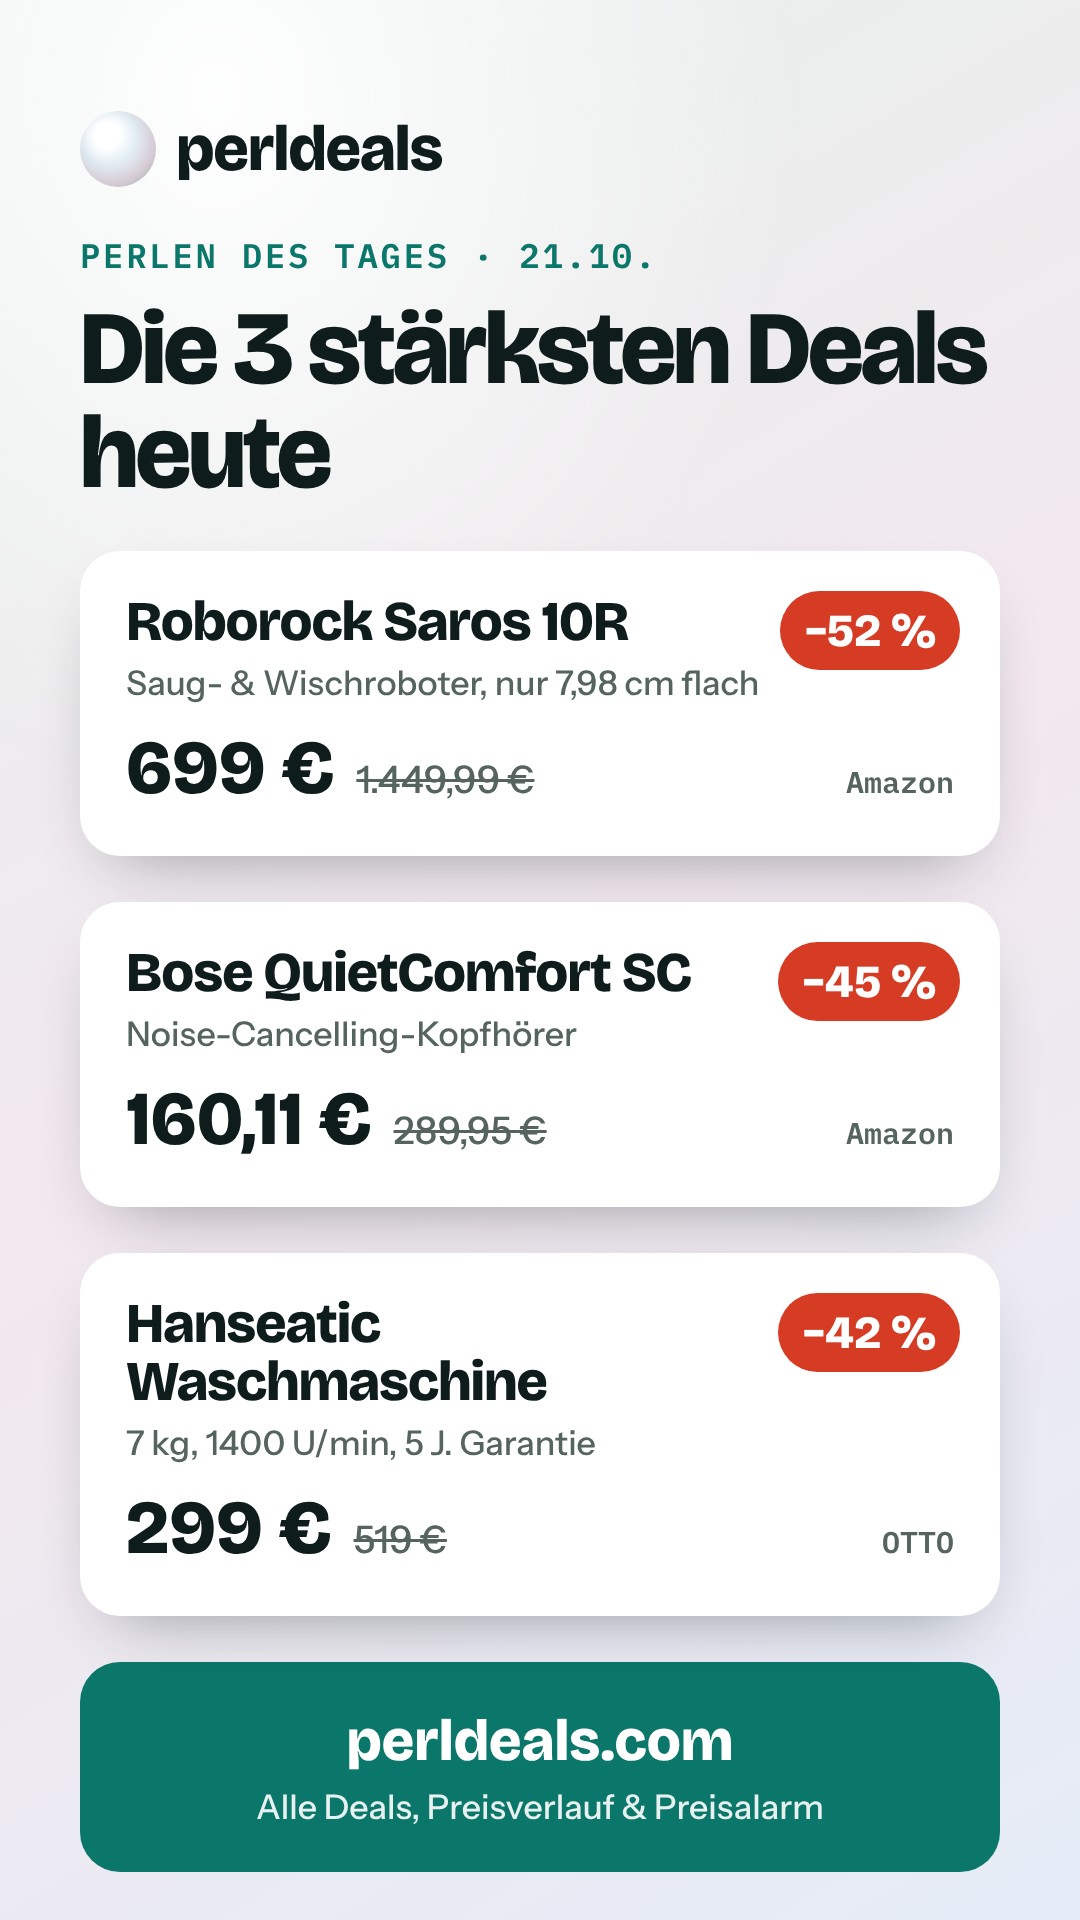 perldeals
PERLEN DES TAGES · 21.10.
Die 3 stärksten Deals
heute
Roborock Saros 10R
−52 %
Saug- & Wischroboter, nur 7,98 cm flach
699 € 1.449,99 €
Amazon
Bose QuietComfort SC
−45 %
Noise-Cancelling-Kopfhörer
160,11 € 289,95 €
Amazon
Hanseatic
Waschmaschine
−42 %
7 kg, 1400 U/min, 5 J. Garantie
299 € 519 €
OTTO
perldeals.com
Alle Deals, Preisverlauf & Preisalarm